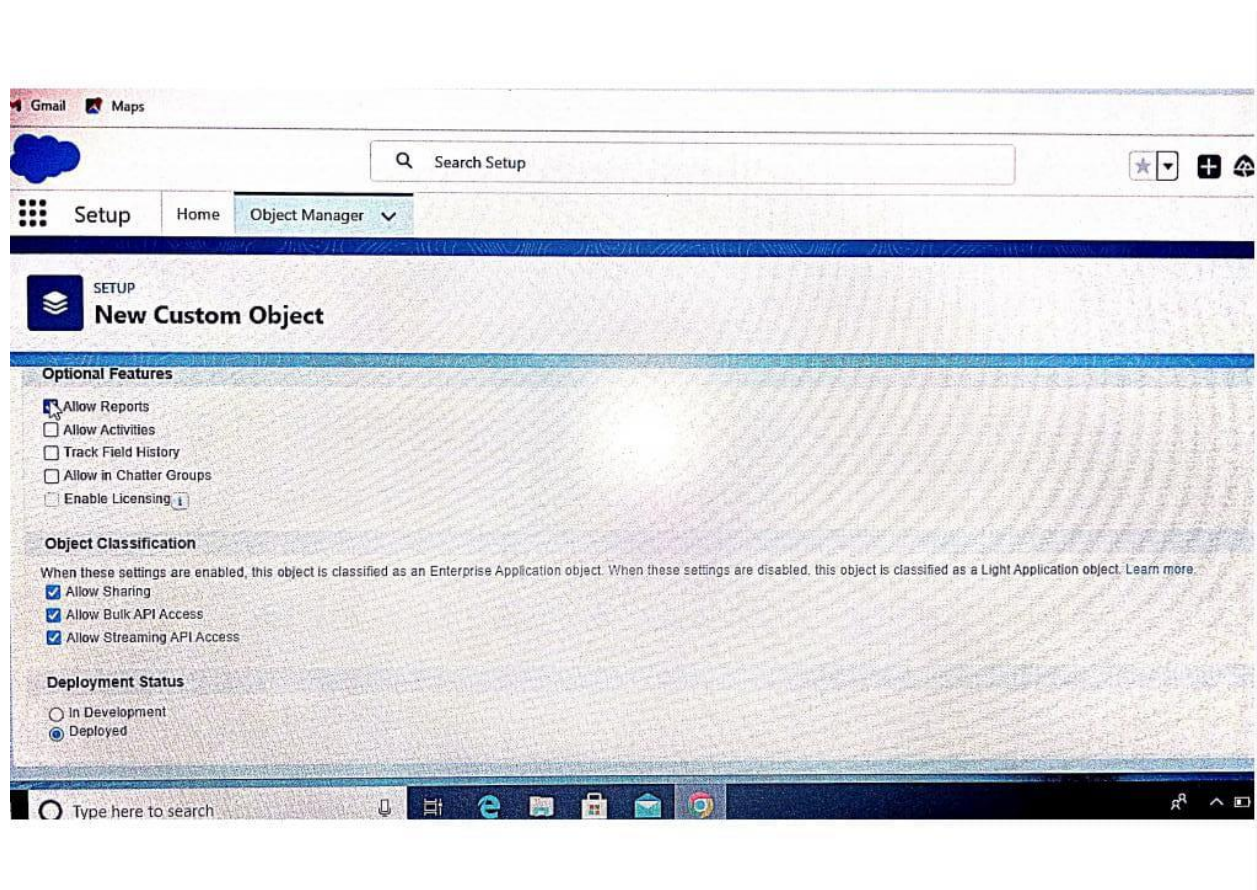 Gmail Maps
Search Setup
Setup Home Object Manager
SETUP
New Custom Object
Optional Features
Allow Reports
Allow Activities
Track Field History
Allow in Chatter Groups
Enable Licensing i
Object Classification
When these settings are enabled, this object is classified as an Enterprise Application object. When these settings are disabled, this object is classified as a Light Application object. Learn more.
Allow Sharing
Allow Bulk API Access
Allow Streaming API Access
Deployment Status
In Development
Deployed
Type here to search